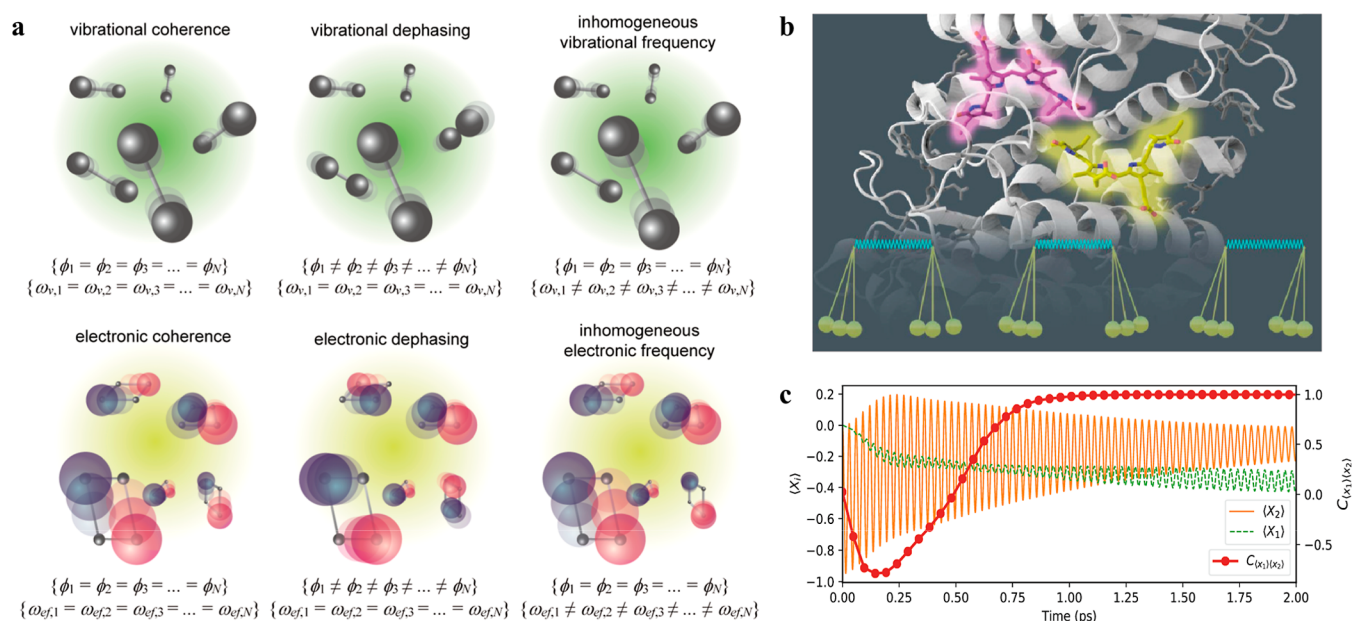 a
vibrational coherence
vibrational dephasing
inhomogeneous
vibrational frequency
{ϕ1 = ϕ2 = ϕ3 = ... = ϕN}
{ωv,1 = ωv,2 = ωv,3 = ... = ωv,N}
{ϕ1 ≠ ϕ2 ≠ ϕ3 ≠ ... ≠ ϕN}
{ωv,1 = ωv,2 = ωv,3 = ... = ωv,N}
{ϕ1 = ϕ2 = ϕ3 = ... = ϕN}
{ωv,1 ≠ ωv,2 ≠ ωv,3 ≠ ... ≠ ωv,N}
electronic coherence
electronic dephasing
inhomogeneous
electronic frequency
{ϕ1 = ϕ2 = ϕ3 = ... = ϕN}
{ωef,1 = ωef,2 = ωef,3 = ... = ωef,N}
{ϕ1 ≠ ϕ2 ≠ ϕ3 ≠ ... ≠ ϕN}
{ωef,1 = ωef,2 = ωef,3 = ... = ωef,N}
{ϕ1 = ϕ2 = ϕ3 = ... = ϕN}
{ωef,1 ≠ ωef,2 ≠ ωef,3 ≠ ... ≠ ωef,N}
b
c
⟨Xi⟩
0.2
0.0
−0.2
−0.4
−0.6
−0.8
−1.0
1.0
0.5
0.0
−0.5
C⟨x1⟩⟨x2⟩
⟨X2⟩
⟨X1⟩
C⟨x1⟩⟨x2⟩
0.00 0.25 0.50 0.75 1.00 1.25 1.50 1.75 2.00
Time (ps)